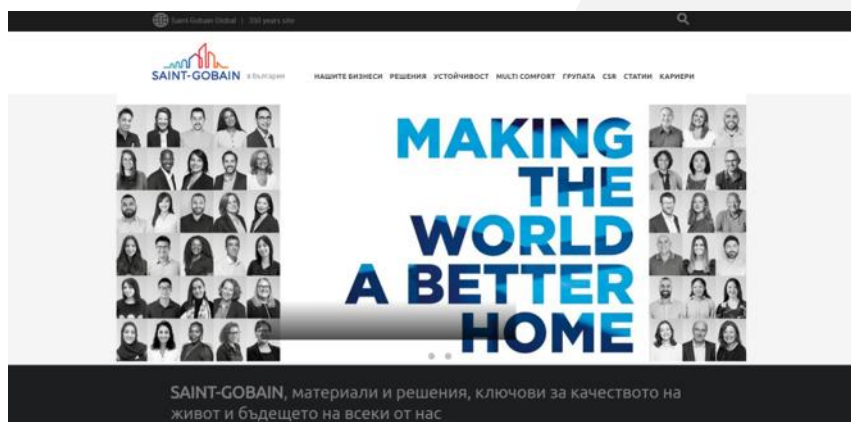 Saint-Gobain Global | 350 years site
SAINT-GOBAIN в България
НАШИТЕ БИЗНЕСИ РЕШЕНИЯ УСТОЙЧИВОСТ MULTI COMFORT ГРУПАТА CSR СТАТИИ КАРИЕРИ
MAKING
THE
WORLD
A BETTER
HOME
SAINT-GOBAIN, материали и решения, ключови за качеството на
живот и бъдещето на всеки от нас